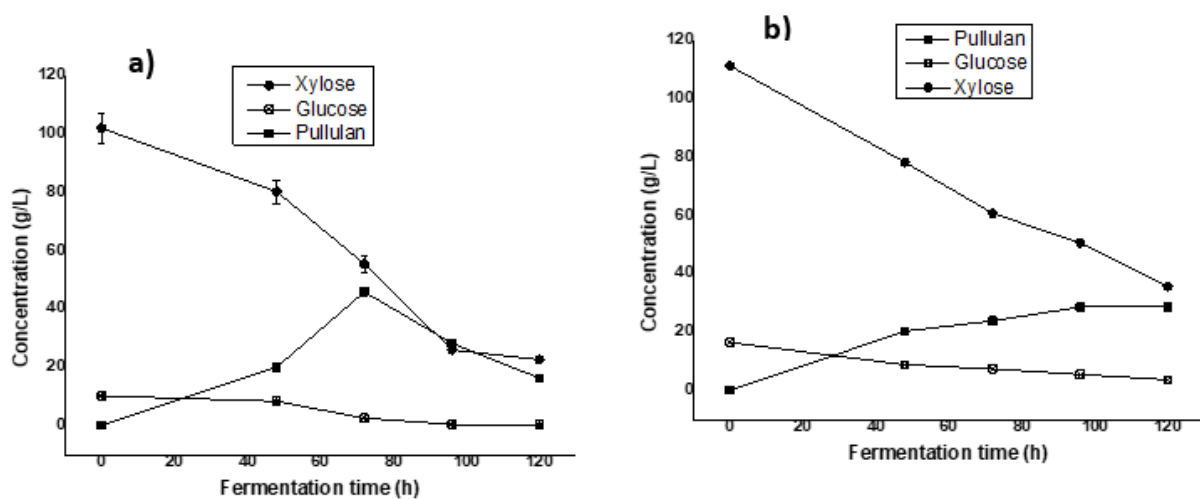 a)
Xylose
Glucose
Pullulan
120
100
80
60
40
20
0
Concentration (g/L)
0 20 40 60 80 100 120
Fermentation time (h)
b)
Pullulan
Glucose
Xylose
120
100
80
60
40
20
0
Concentration (g/L)
0 20 40 60 80 100 120
Fermentation time (h)